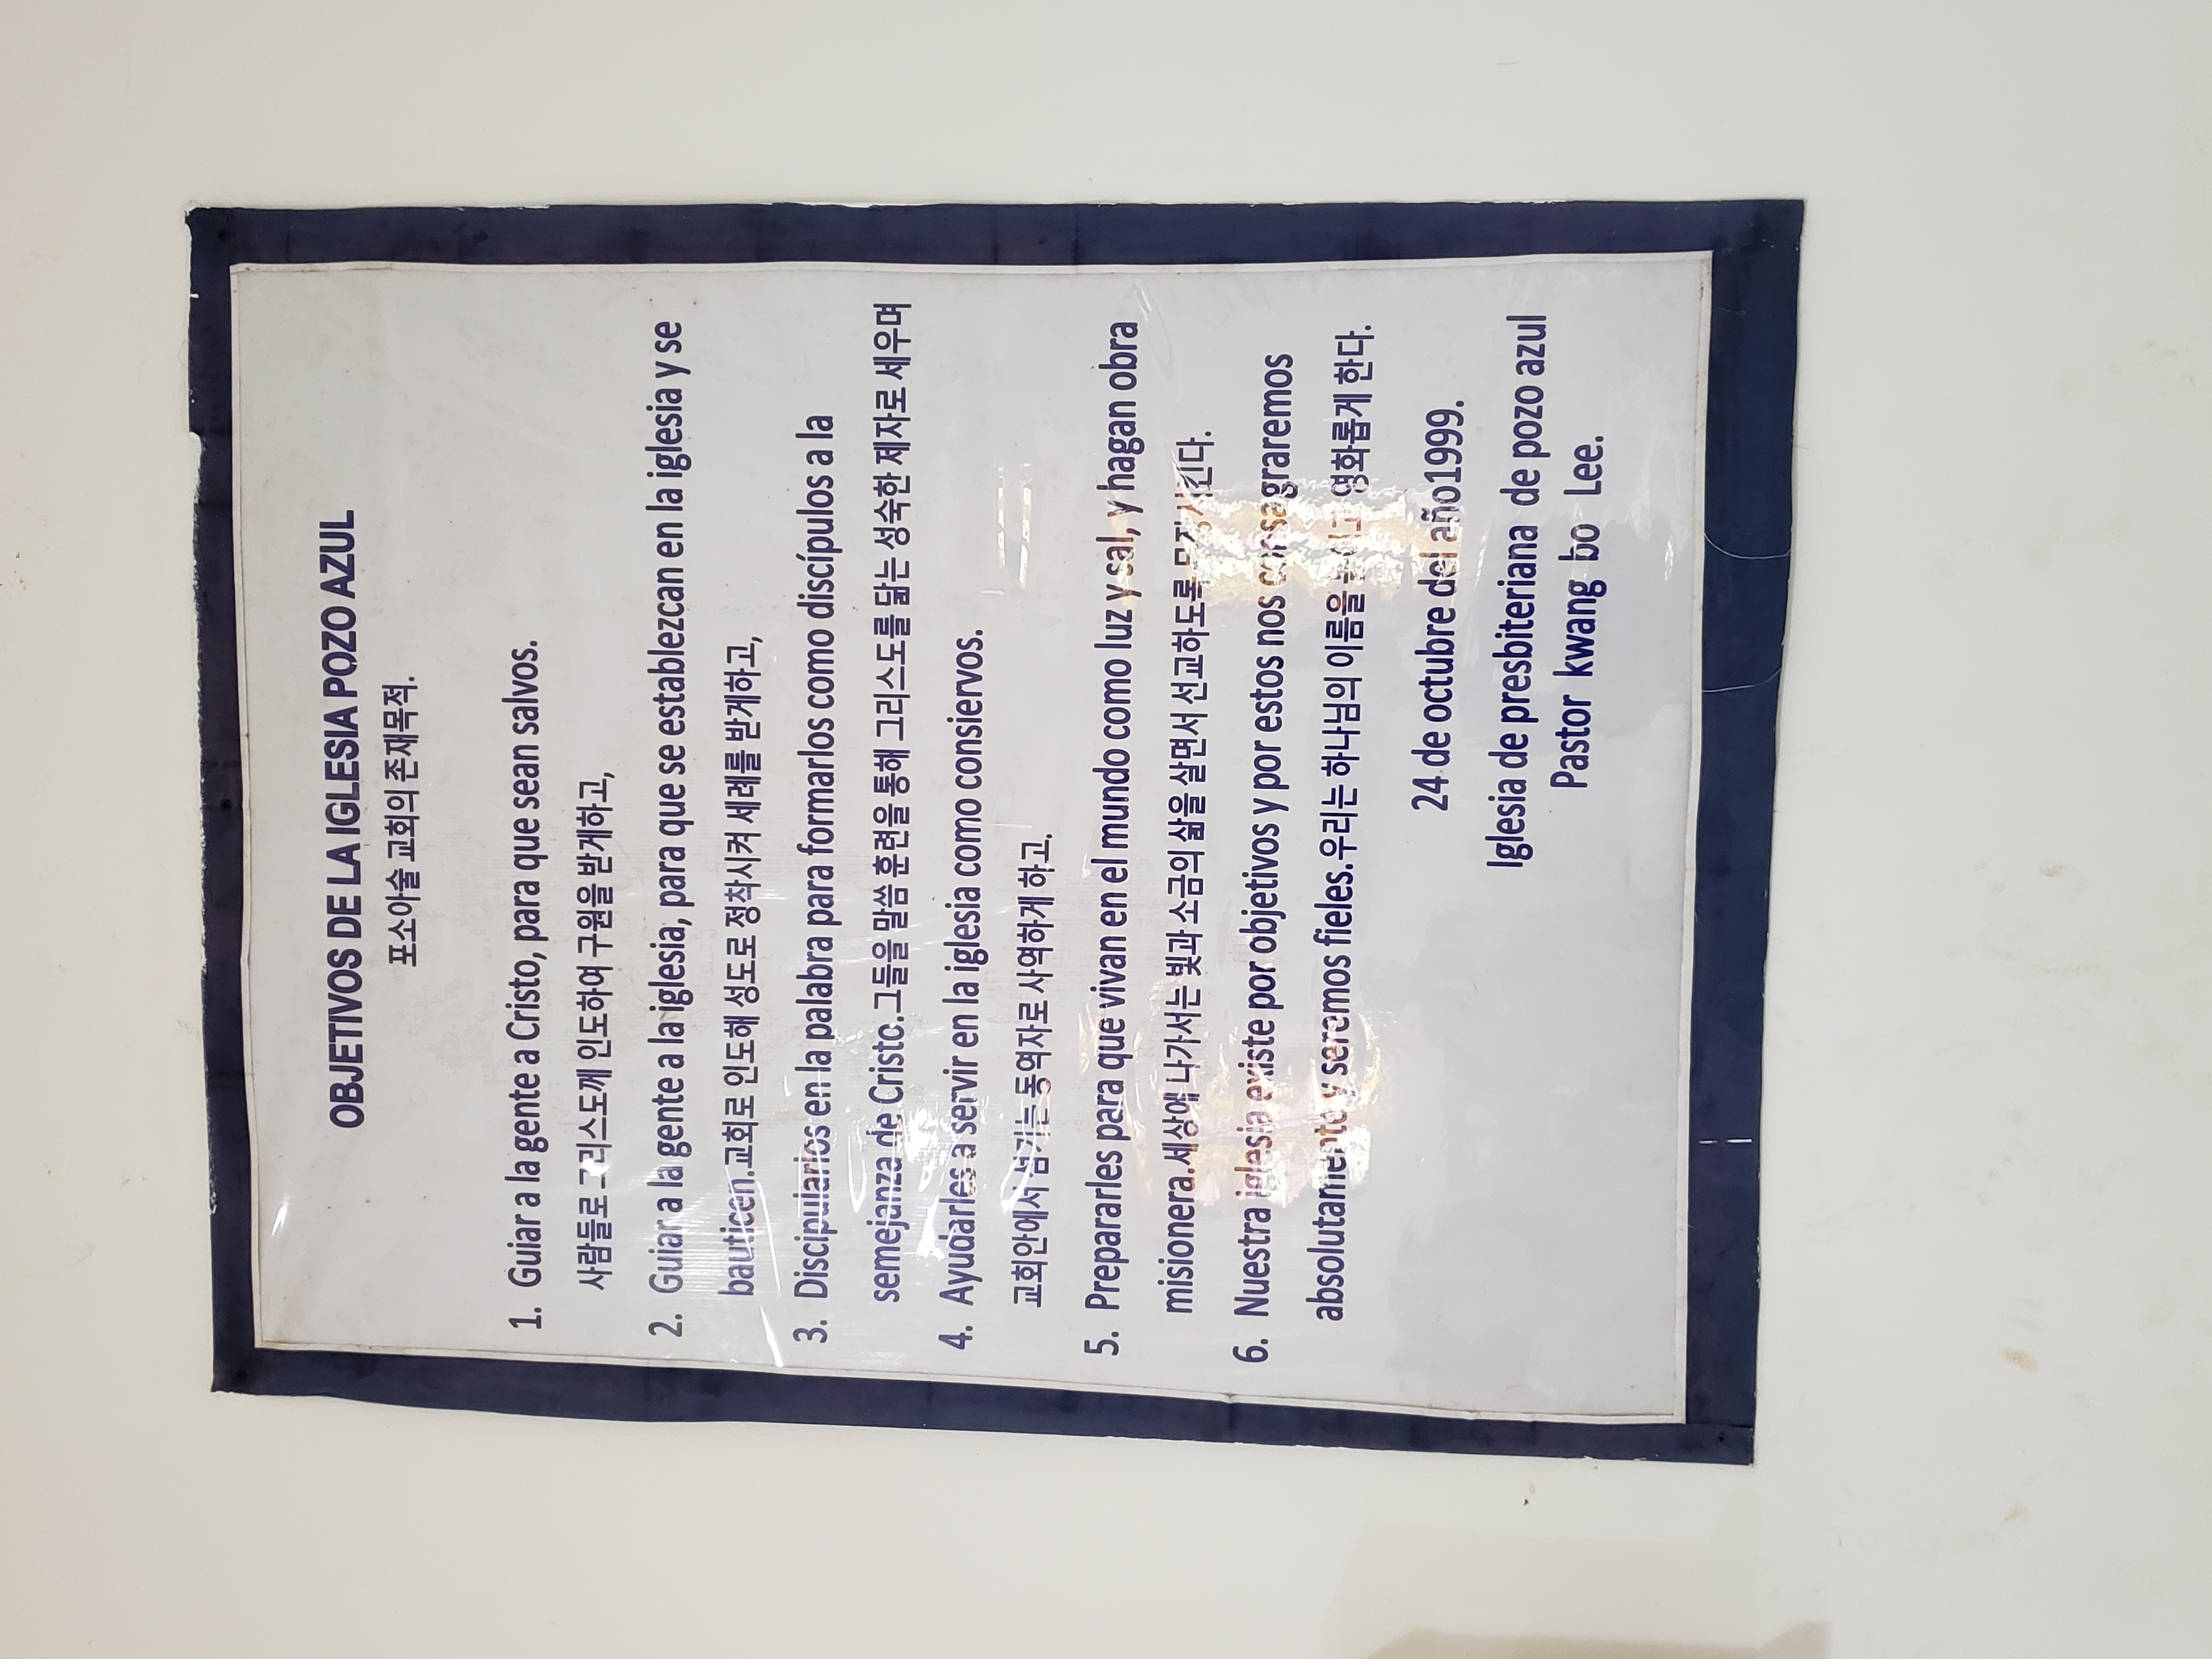 OBJETIVOS DE LA IGLESIA POZO AZUL
포소아술 교회의 존재목적.
1. Guiar a la gente a Cristo, para que sean salvos.
사람들로 그리스도께 인도하여 구원을 받게하고,
2. Guiar a la gente a la iglesia, para que se establezcan en la iglesia y se
bauticen.교회로 인도해 성도로 정착시켜 세례를 받게하고,
3. Discipularlos en la palabra para formarlos como discípulos a la
semejanza de Cristo.그들을 말씀 훈련을 통해 그리스도를 닮는 성숙한 제자로 세우며
4. Ayudarles a servir en la iglesia como consiervos.
교회안에서 섬기는 동역자로 사역하게 하고.
5. Prepararles para que vivan en el mundo como luz y sal, y hagan obra
misionera.세상에 나가서는 빛과 소금의 삶을 살면서 선교하도록
6. Nuestra iglesia existe por objetivos y por estos nos consagraremos
absolutamente y seremos fieles.우리는 하나님의 이름을 영화롭게 한다.
24 de octubre del año1999.
Iglesia de presbiteriana de pozo azul
Pastor kwang bo Lee.